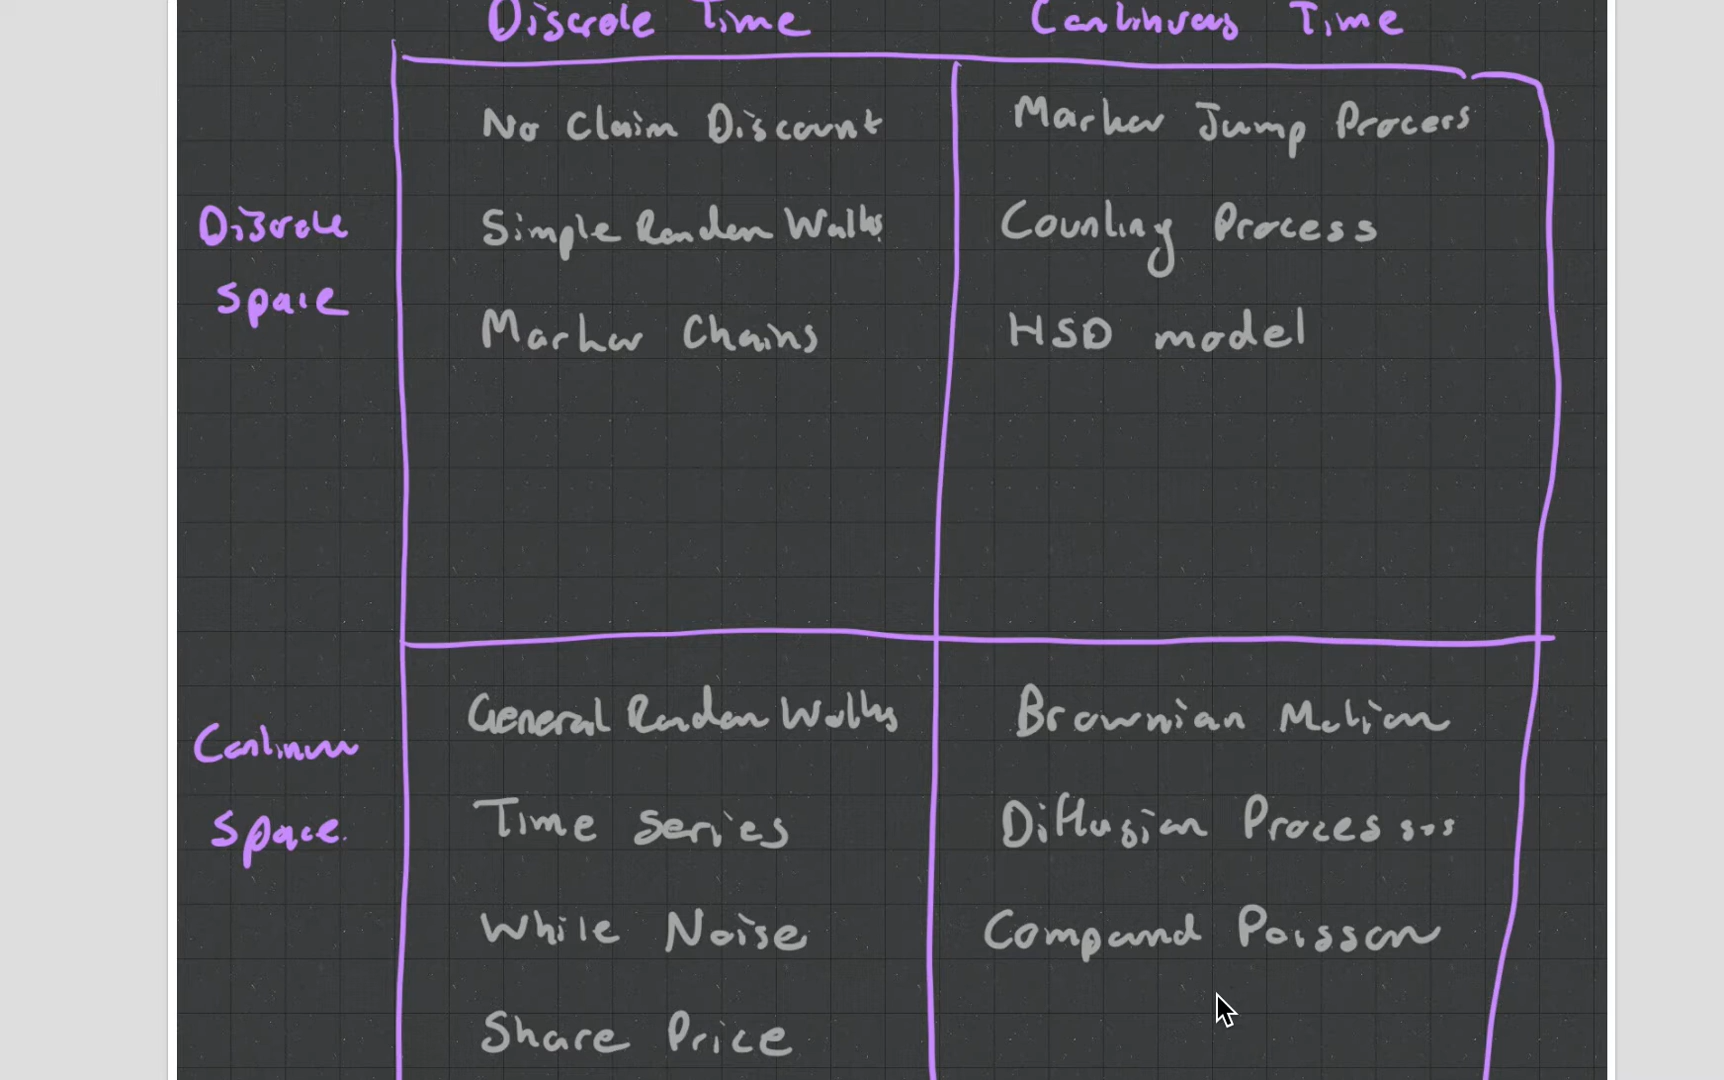 Discrete Time Continuous Time
No Claim Discount Markov Jump Process
Discrete Simple Random Walks Counting Process
Space
Markov Chains HSD model
General Random Walks Brownian Motion
Continuous
Time Series Diffusion Processes
Space.
White Noise Compound Poisson
Share Price